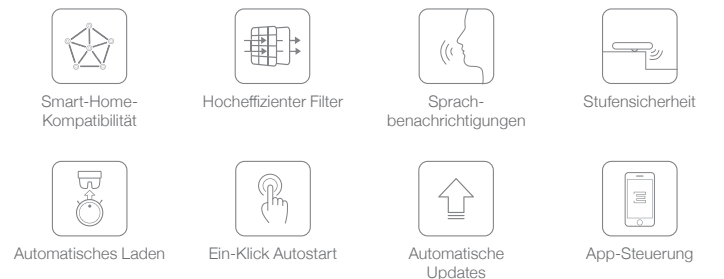 Smart-Home-
Kompatibilität
Hocheffizienter Filter
Sprach-
benachrichtigungen
Stufensicherheit
Automatisches Laden
Ein-Klick Autostart
Automatische
Updates
App-Steuerung